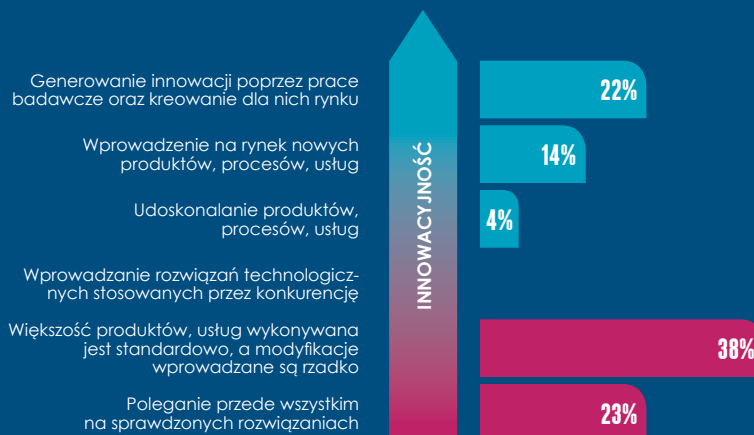 Generowanie innowacji poprzez prace
badawcze oraz kreowanie dla nich rynku
22%
Wprowadzenie na rynek nowych
produktów, procesów, usług
14%
Udoskonalanie produktów,
procesów, usług
4%
Wprowadzanie rozwiązań technologicz-
nych stosowanych przez konkurencję
Większość produktów, usług wykonywana
jest standardowo, a modyfikacje
wprowadzane są rzadko
38%
Poleganie przede wszystkim
na sprawdzonych rozwiązaniach
23%
INNOWACYJNOŚĆ